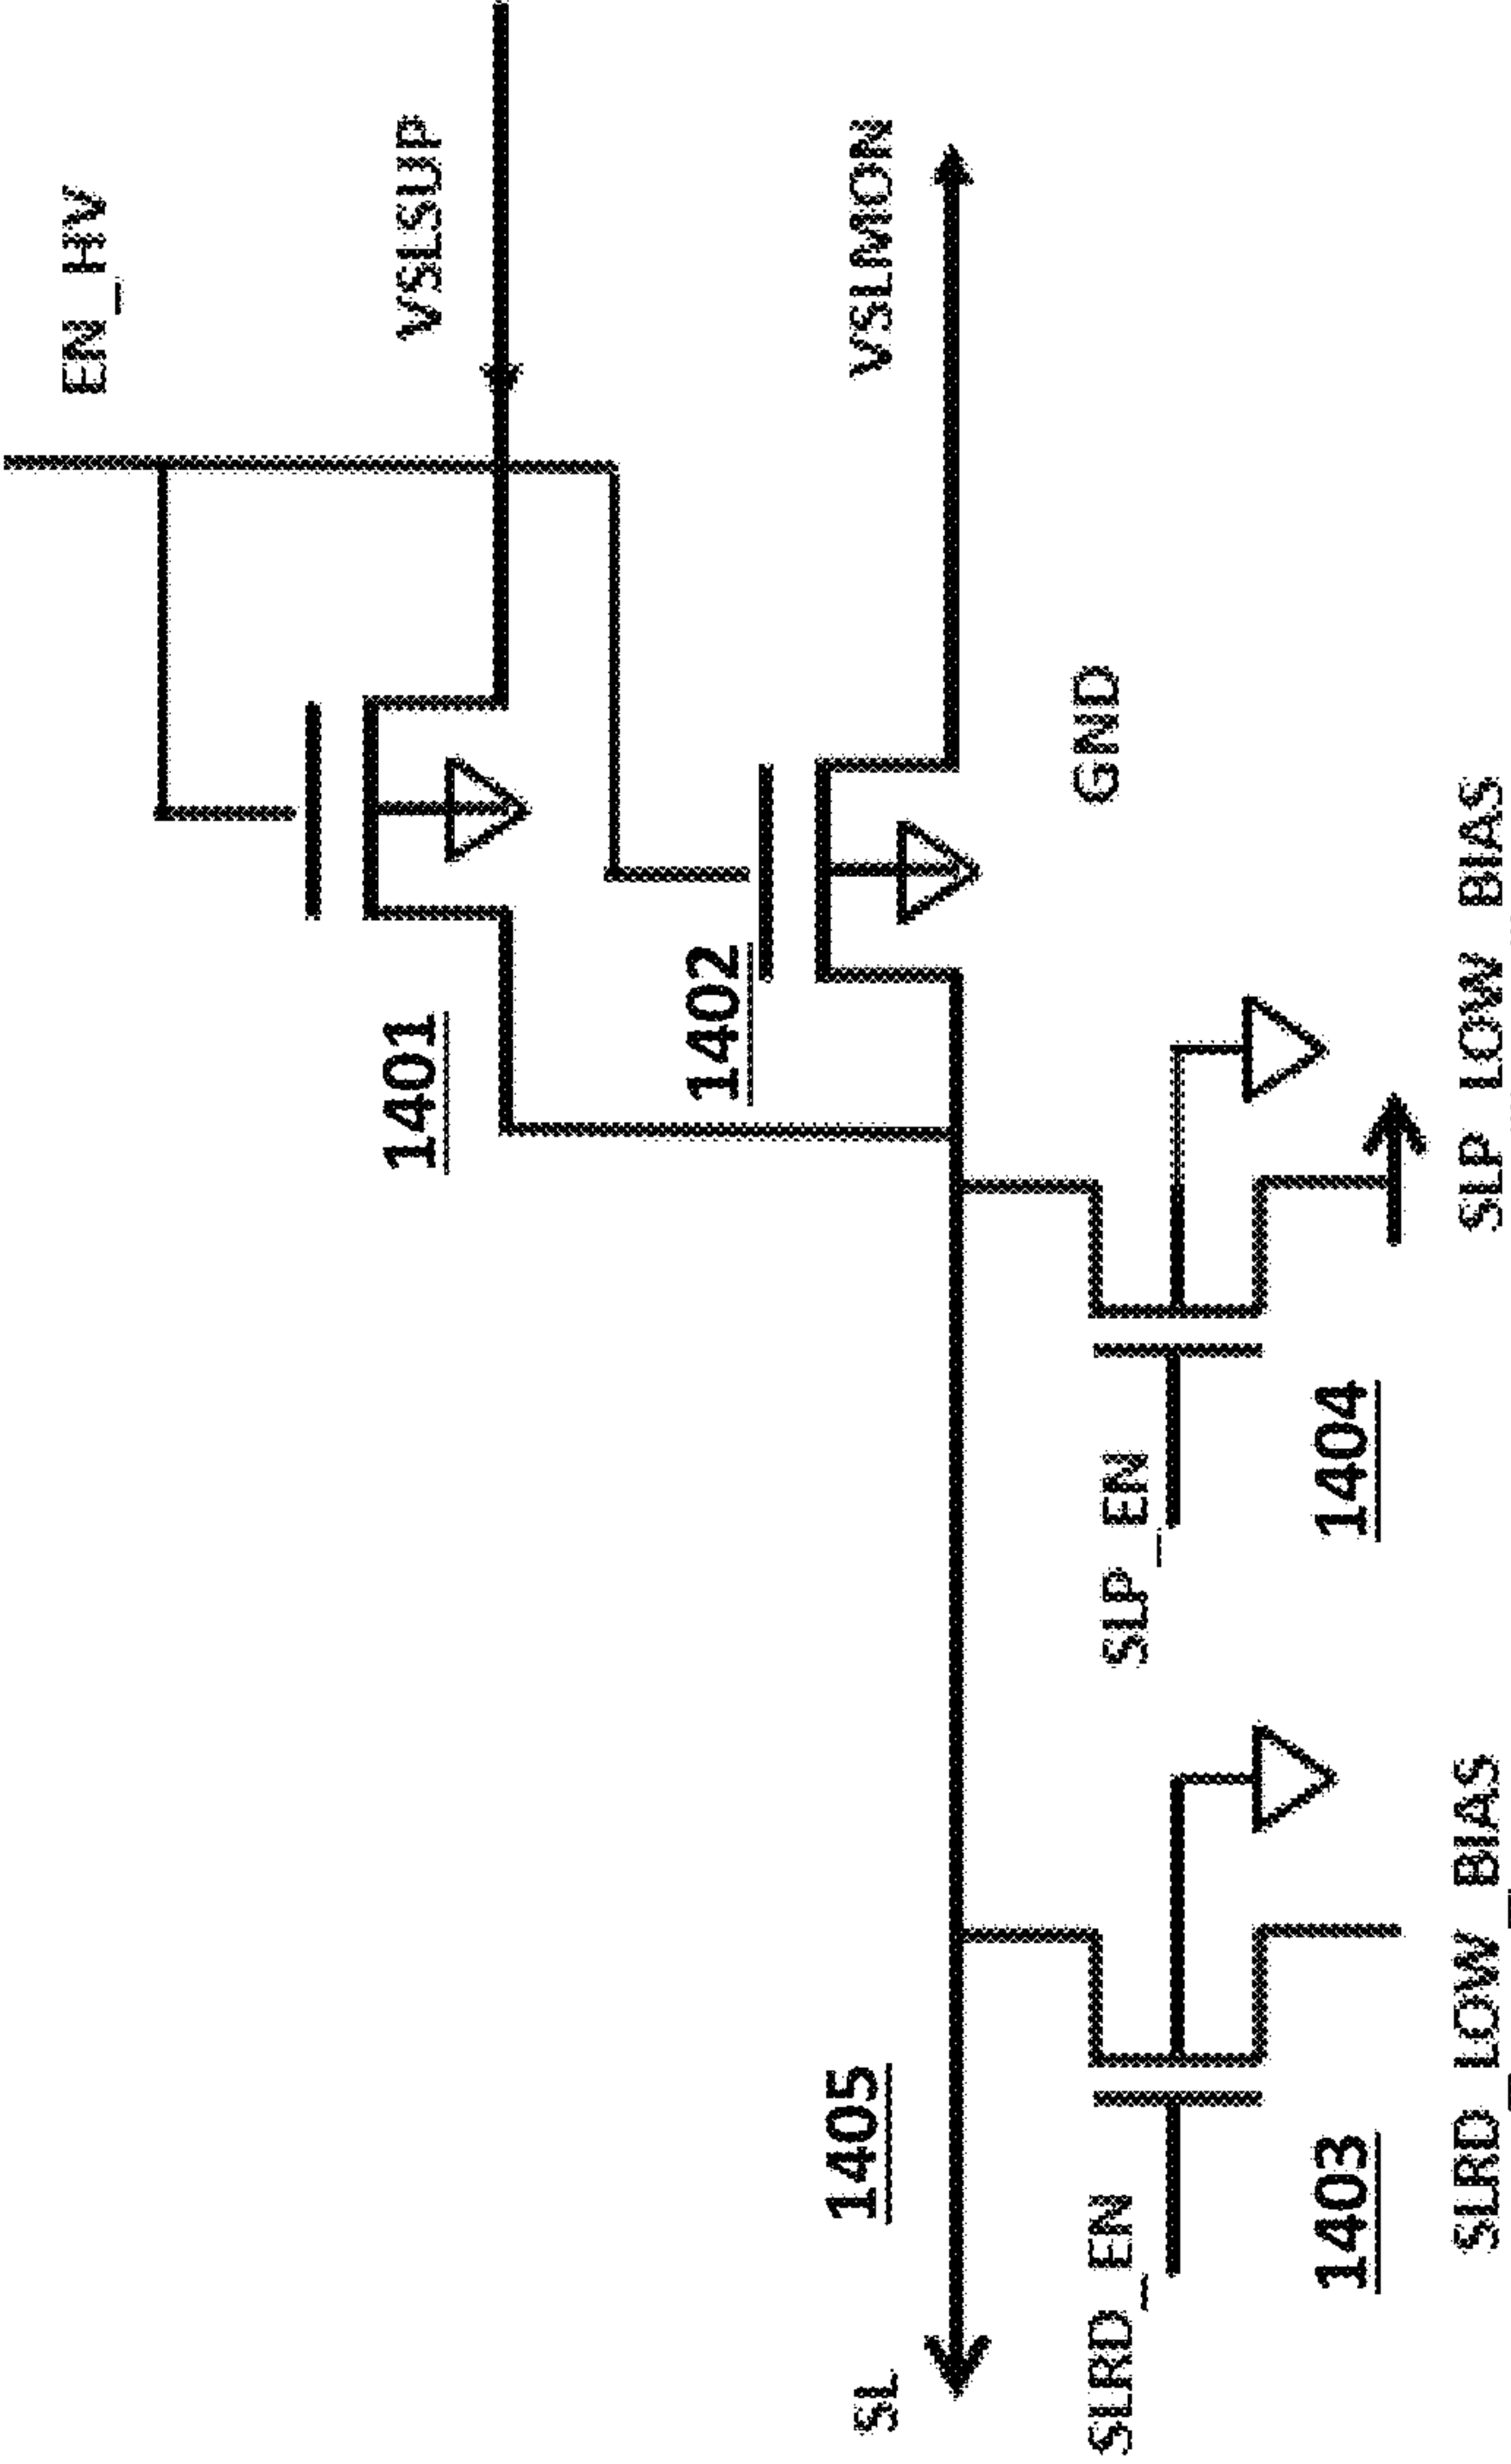 EN_HV
VSLSUP
1401
1402
VSLMON
1405
SL
GND
SLRD_EN
SLP_EN
1403
1404
SLRD_LOW_BIAS
SLP_LOW_BIAS